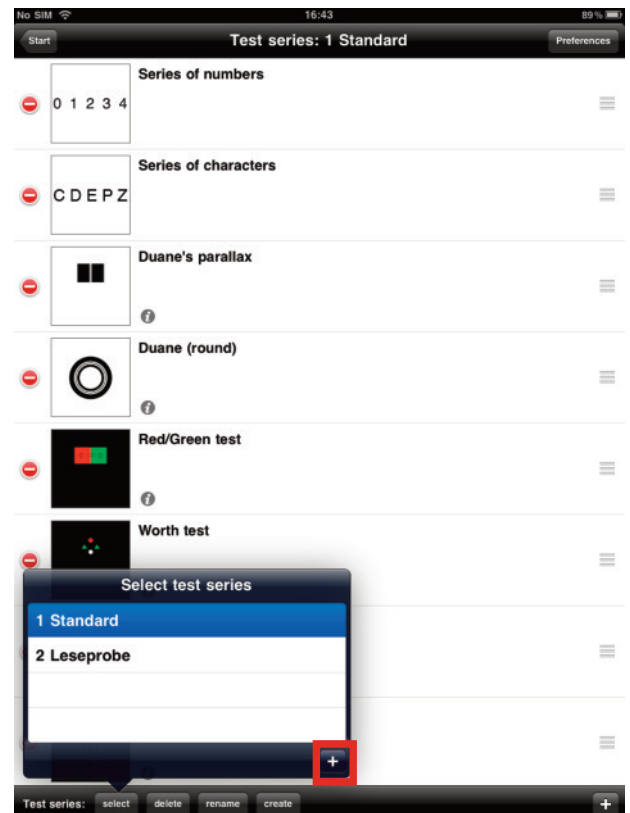 No SIM 16:43 89%
Start Test series: 1 Standard Preferences
Series of numbers
0 1 2 3 4
Series of characters
C D E P Z
Duane's parallax
i
Duane (round)
i
Red/Green test
i
Worth test
Select test series
1 Standard
2 Leseprobe
+
Test series: select delete rename create +